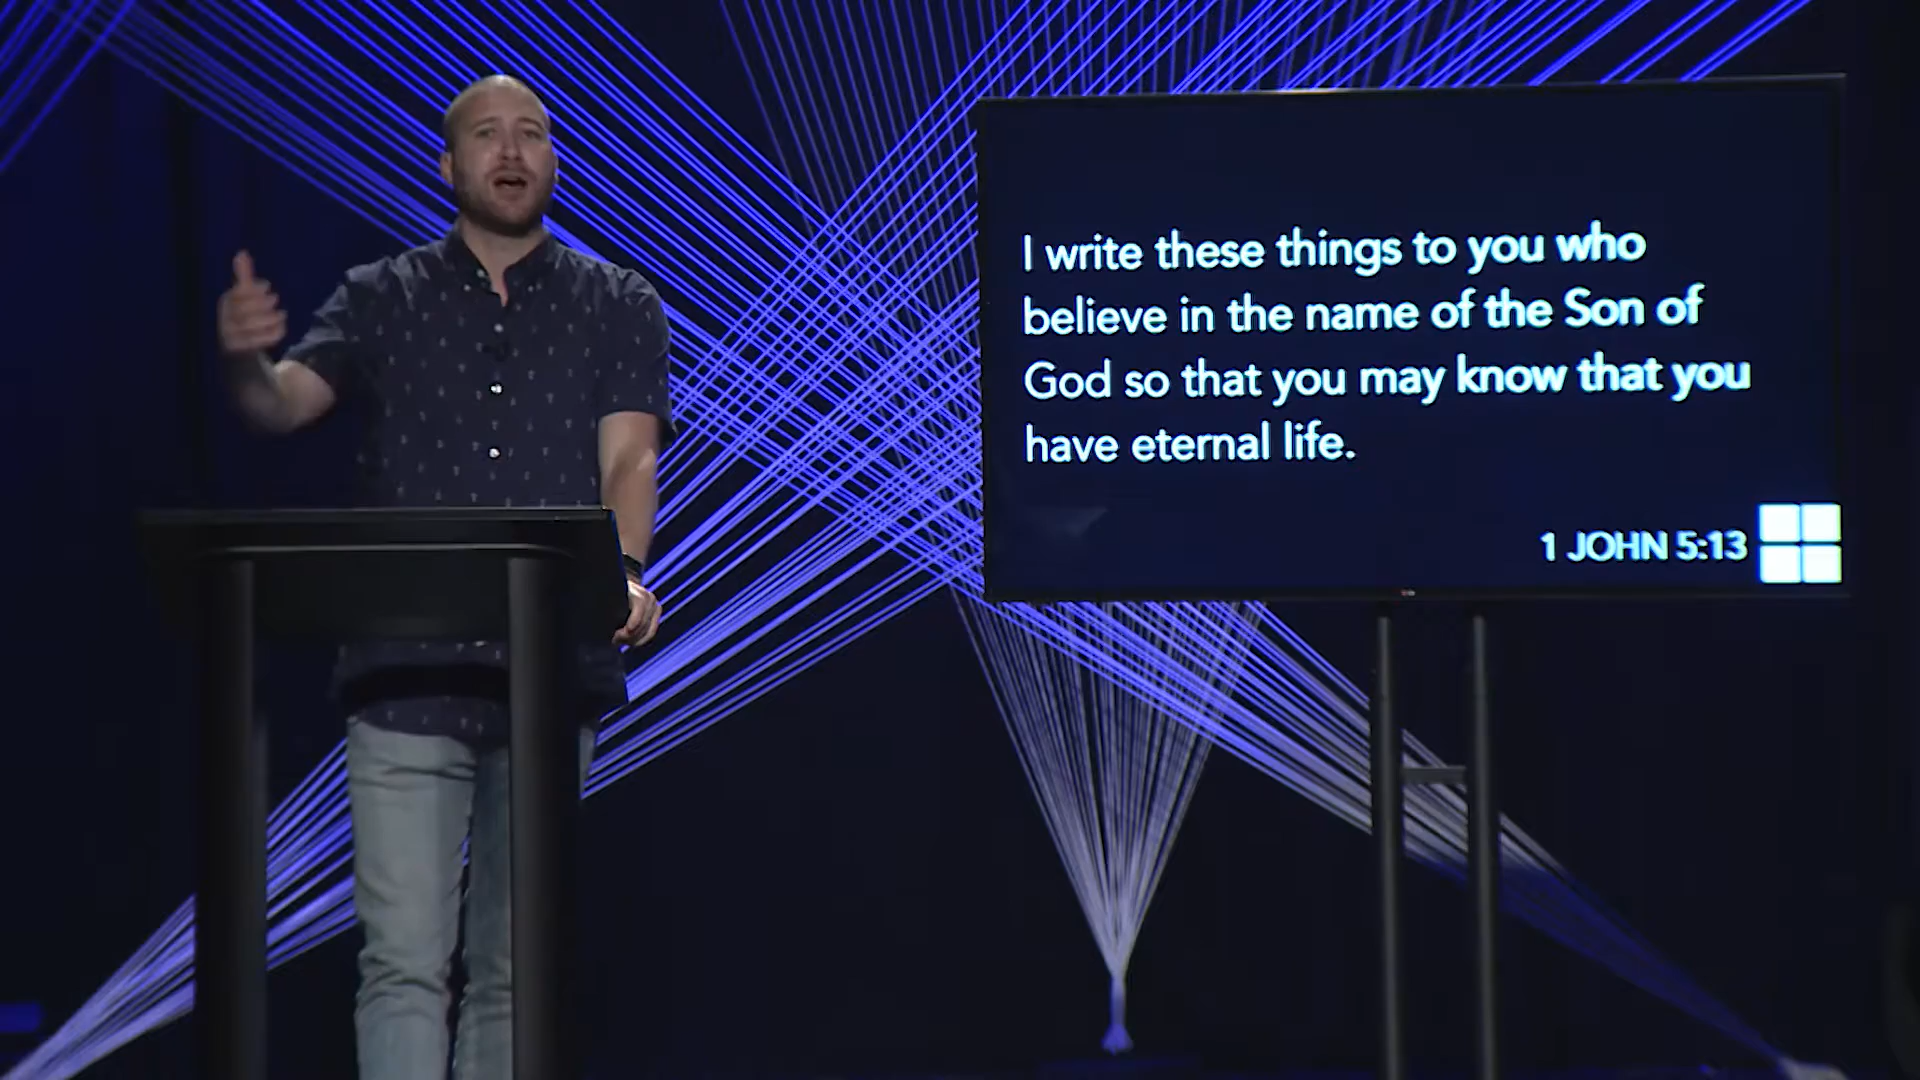 I write these things to you who
believe in the name of the Son of
God so that you may know that you
have eternal life.
1 JOHN 5:13